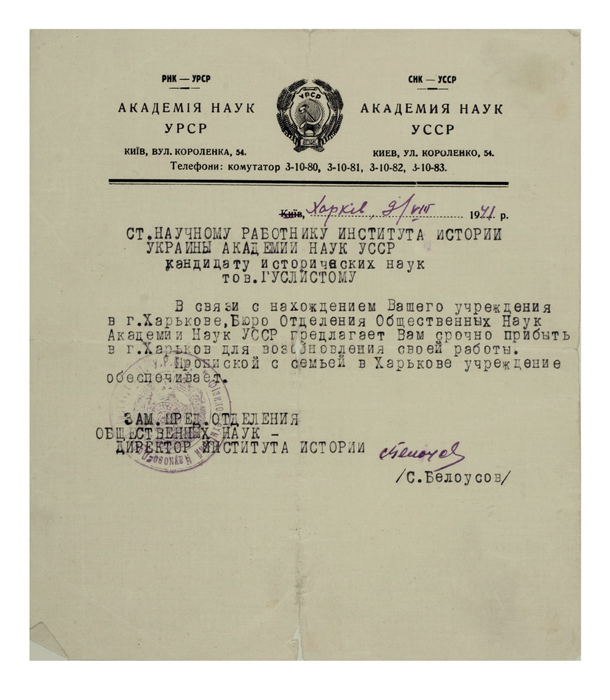 РНК — УРСР
АКАДЕМІЯ НАУК
УРСР
КИЇВ, ВУЛ. КОРОЛЕНКА, 54.
УРСР
СНК — УССР
АКАДЕМИЯ НАУК
УССР
КИЕВ, УЛ. КОРОЛЕНКО, 54.
Телефони: комутатор 3-10-80, 3-10-81, 3-10-82, 3-10-83.
Київ, Харків, 9/VIII 1941 р.
СТ.НАУЧНОМУ РАБОТНИКУ ИНСТИТУТА ИСТОРИИ
УКРАИНЫ АКАДЕМИИ НАУК УССР
кандидату исторических наук
тов.ГУСЛИСТОМУ
В связи с нахождением Вашего учреждения
в г.Харькове,Бюро Отделения Общественных Наук
Академии Наук УССР предлагает Вам срочно прибыть
в г.Харьков для возобновления своей работы.
Пропиской с семьей в Харькове учреждение
обеспечивает.
ЗАМ.ПРЕД.ОТДЕЛЕНИЯ
ОБЩЕСТВЕННЫХ НАУК –
ДИРЕКТОР ИНСТИТУТА ИСТОРИИ
/С.Белоусов/